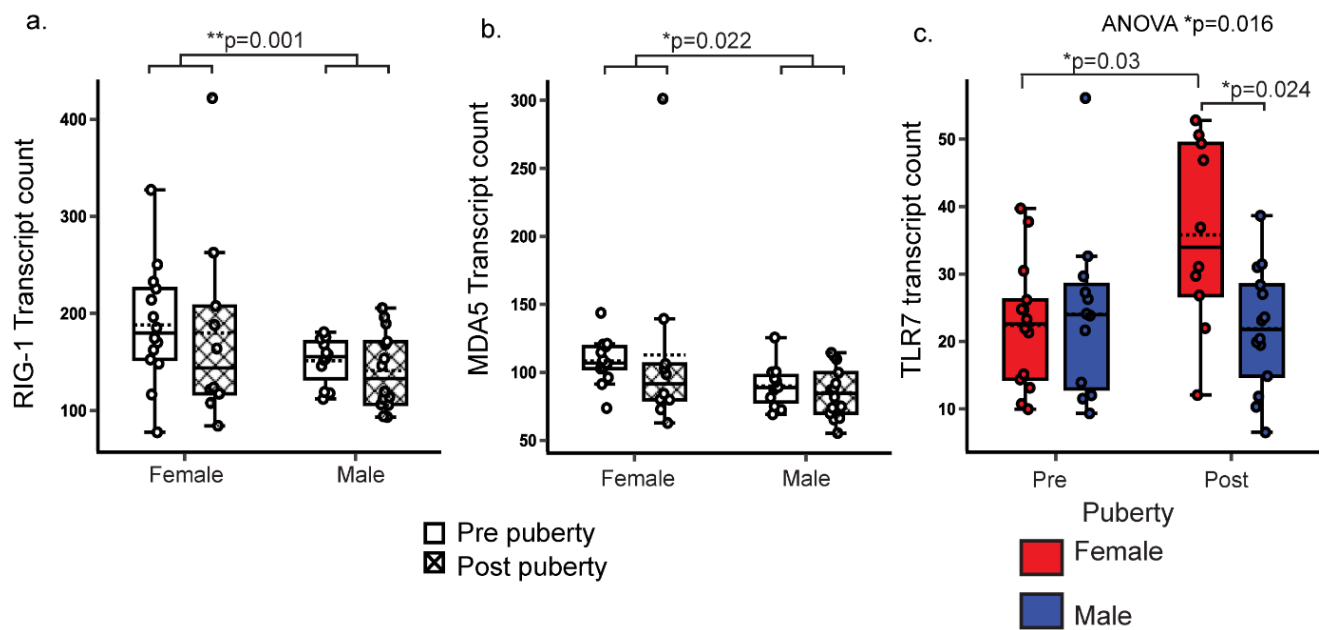 a.
**p=0.001
RIG-1 Transcript count
400
300
200
100
Female
Male
b.
*p=0.022
MDA5 Transcript count
300
250
200
150
100
50
Female
Male
Pre puberty
Post puberty
c.
ANOVA *p=0.016
*p=0.03
*p=0.024
TLR7 transcript count
50
40
30
20
10
Pre
Post
Puberty
Female
Male